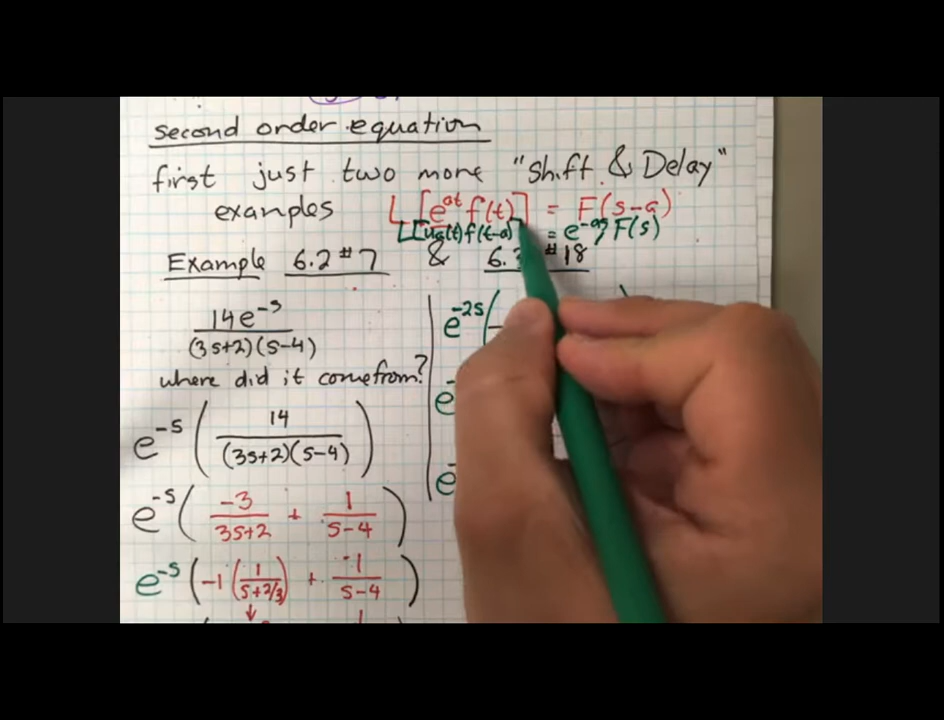 second order equation
first just two more "Shift & Delay"
examples L[e^at f(t)] = F(s-a)
L[u_a(t)f(t-a)] = e^-as F(s)
Example 6.2 #7 & 6. #18
14e^-s
(3s+2)(s-4)
where did it come from?
e^-s ( 14 / (3s+2)(s-4) )
e^-s ( -3 / 3s+2 + 1 / s-4 )
e^-s (-1 ( 1 / s+2/3 ) + 1 / s-4 )
e^-2s (
e
e